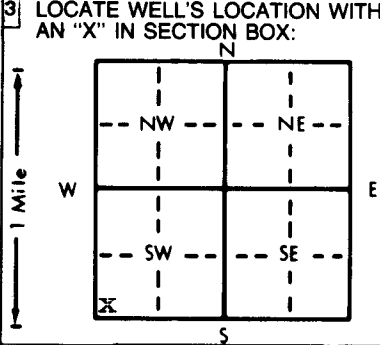 3 LOCATE WELL'S LOCATION WITH
AN "X" IN SECTION BOX:
N
NW NE
W E
1 Mile
SW SE
X
S